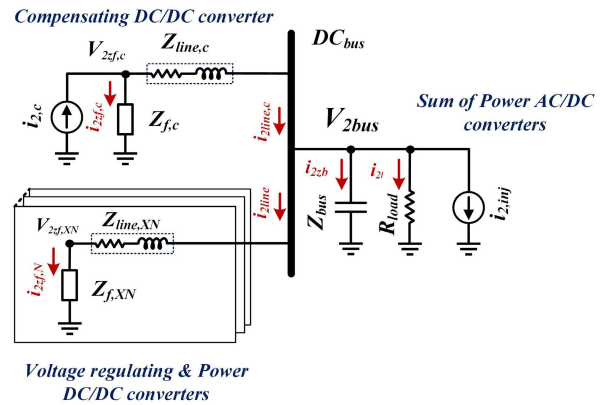 Compensating DC/DC converter
V2zf,c
Zline,c
DCbus
i2,c
i2zf,c
Zf,c
i2line,c
V2bus
Sum of Power AC/DC
converters
i2zb
i2l
Zbus
Rload
i2,inj
i2line
V2zf,XN
Zline,XN
i2zf,N
Zf,XN
Voltage regulating & Power
DC/DC converters